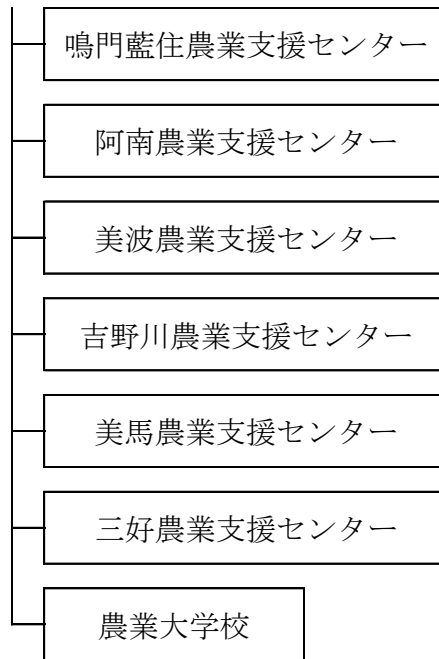 鳴門藍住農業支援センター
阿南農業支援センター
美波農業支援センター
吉野川農業支援センター
美馬農業支援センター
三好農業支援センター
農業大学校